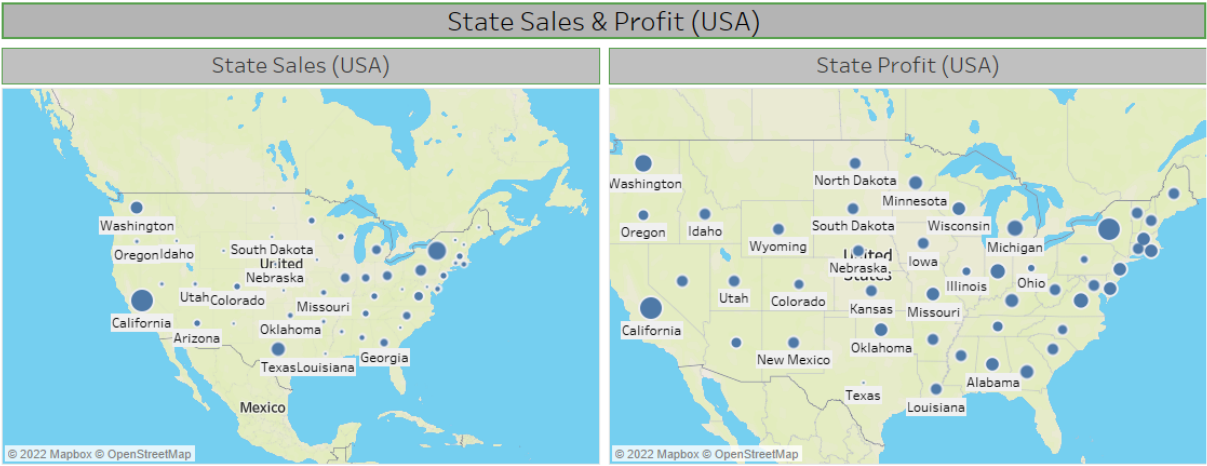 State Sales & Profit (USA)
State Sales (USA)
State Profit (USA)
Washington
Oregon
Idaho
South Dakota
United
Nebraska
Utah
Colorado
Missouri
California
Arizona
Oklahoma
Texas
Louisiana
Georgia
Mexico
© 2022 Mapbox © OpenStreetMap
Washington
North Dakota
Minnesota
Oregon
Idaho
South Dakota
Wisconsin
Wyoming
Michigan
United
States
Nebraska
Iowa
Utah
Colorado
Illinois
Ohio
Kansas
Missouri
California
Oklahoma
New Mexico
Texas
Alabama
Louisiana
© 2022 Mapbox © OpenStreetMap